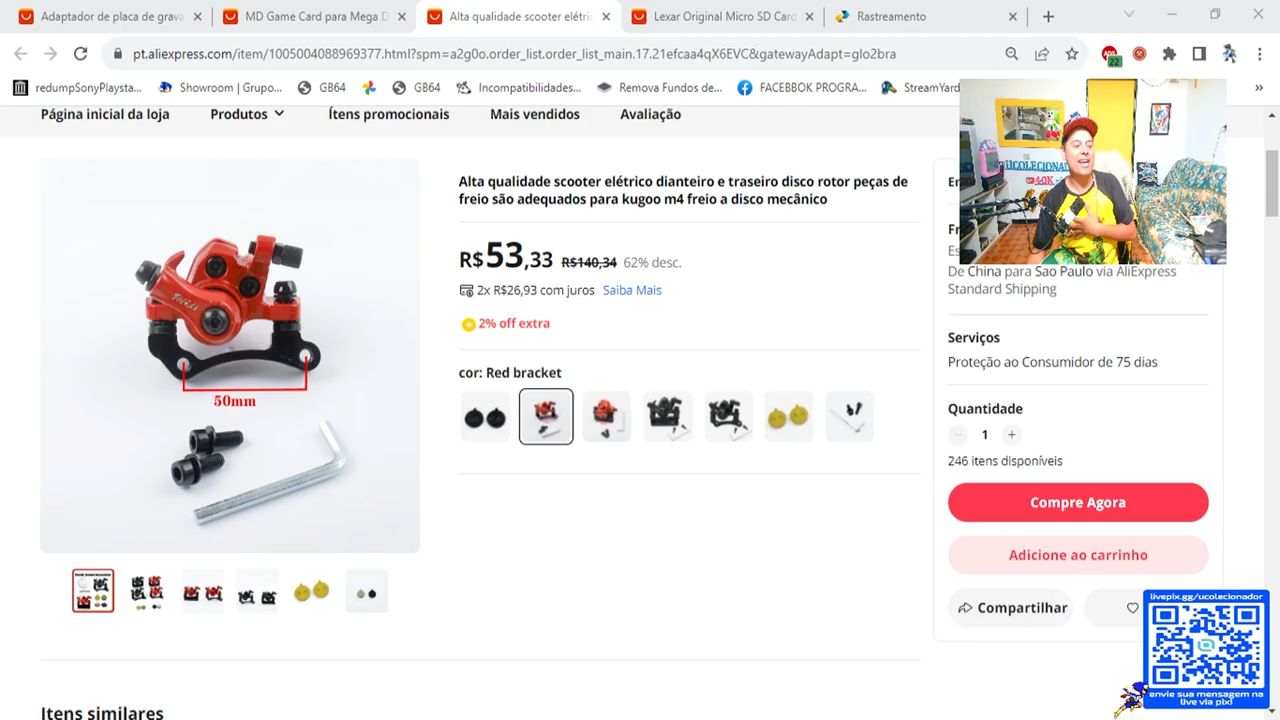 Adaptador de placa de grava
MD Game Card para Mega D
Alta qualidade scooter elétric
Lexar Original Micro SD Card
Rastreamento
pt.aliexpress.com/item/1005004088969377.html?spm=a2g0o.order_list.order_list_main.17.21efcaa4qX6EVC&gatewayAdapt=glo2bra
22
redumpSonyPlaysta...
Showroom | Grupo...
GB64
GB64
Incompatibilidades...
Remova Fundos de...
FACEBBOK PROGRA...
StreamYard
»
Página inicial da loja
Produtos
Ítens promocionais
Mais vendidos
Avaliação
Alta qualidade scooter elétrico dianteiro e traseiro disco rotor peças de
freio são adequados para kugoo m4 freio a disco mecânico
R$53,33 R$140,34 62% desc.
2x R$26,93 com juros Saiba Mais
2% off extra
cor: Red bracket
50mm
UCOLECIONA
40K
De China para Sao Paulo via AliExpress
Standard Shipping
Serviços
Proteção ao Consumidor de 75 dias
Quantidade
1
246 itens disponíveis
Compre Agora
Adicione ao carrinho
Compartilhar
livepix.gg/ucolecionador
envie sua mensagem na
live via pix!
Itens similares